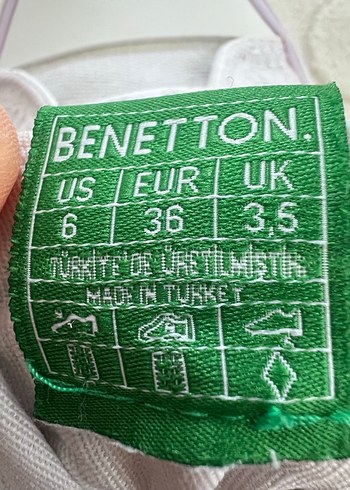 BENETTON.
US EUR UK
6 36 3.5
TÜRKİYE'DE ÜRETİLMİŞTİR.
MADE IN TURKEY